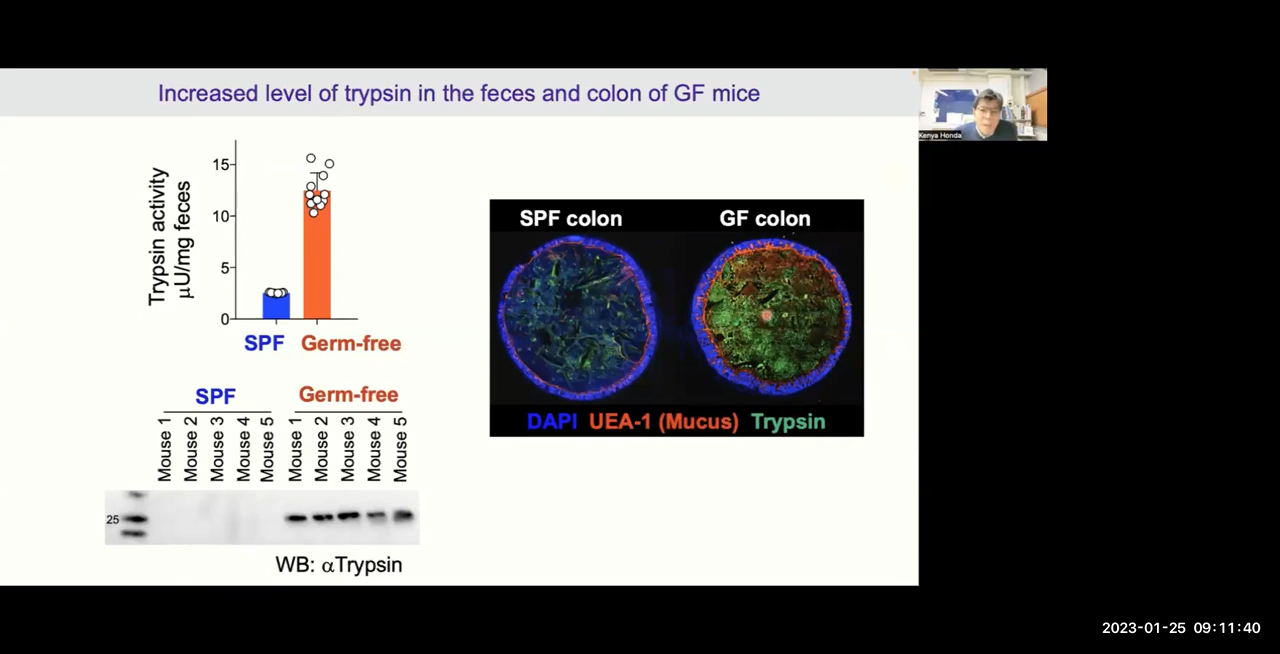 Increased level of trypsin in the feces and colon of GF mice
Kenya Honda
Trypsin activity
μU/mg feces
15
10
5
0
SPF
Germ-free
SPF colon
GF colon
DAPI UEA-1 (Mucus) Trypsin
SPF
Germ-free
Mouse 1
Mouse 2
Mouse 3
Mouse 4
Mouse 5
Mouse 1
Mouse 2
Mouse 3
Mouse 4
Mouse 5
25
WB: αTrypsin
2023-01-25 09:11:40